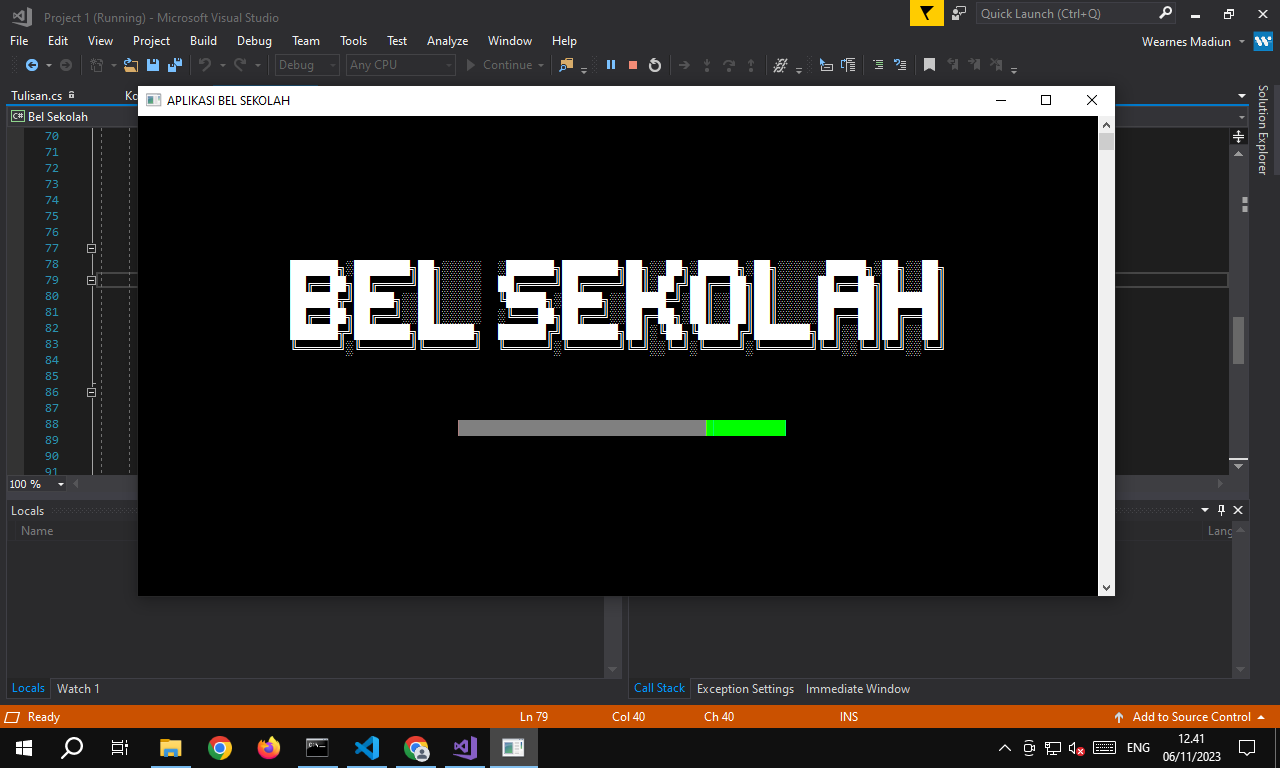 Project 1 (Running) - Microsoft Visual Studio
Quick Launch (Ctrl+Q)
File Edit View Project Build Debug Team Tools Test Analyze Window Help
Wearnes Madiun
Debug Any CPU Continue
Tulisan.cs
APLIKASI BEL SEKOLAH
Solution Explorer
C# Bel Sekolah
70
71
72
73
74
75
76
77
78
79
80
81
82
83
84
85
86
87
88
89
90
91
BEL SEKOLAH
100 %
Locals
Name
Lang
Locals Watch 1
Call Stack Exception Settings Immediate Window
Ready Ln 79 Col 40 Ch 40 INS Add to Source Control
ENG
12.41
06/11/2023